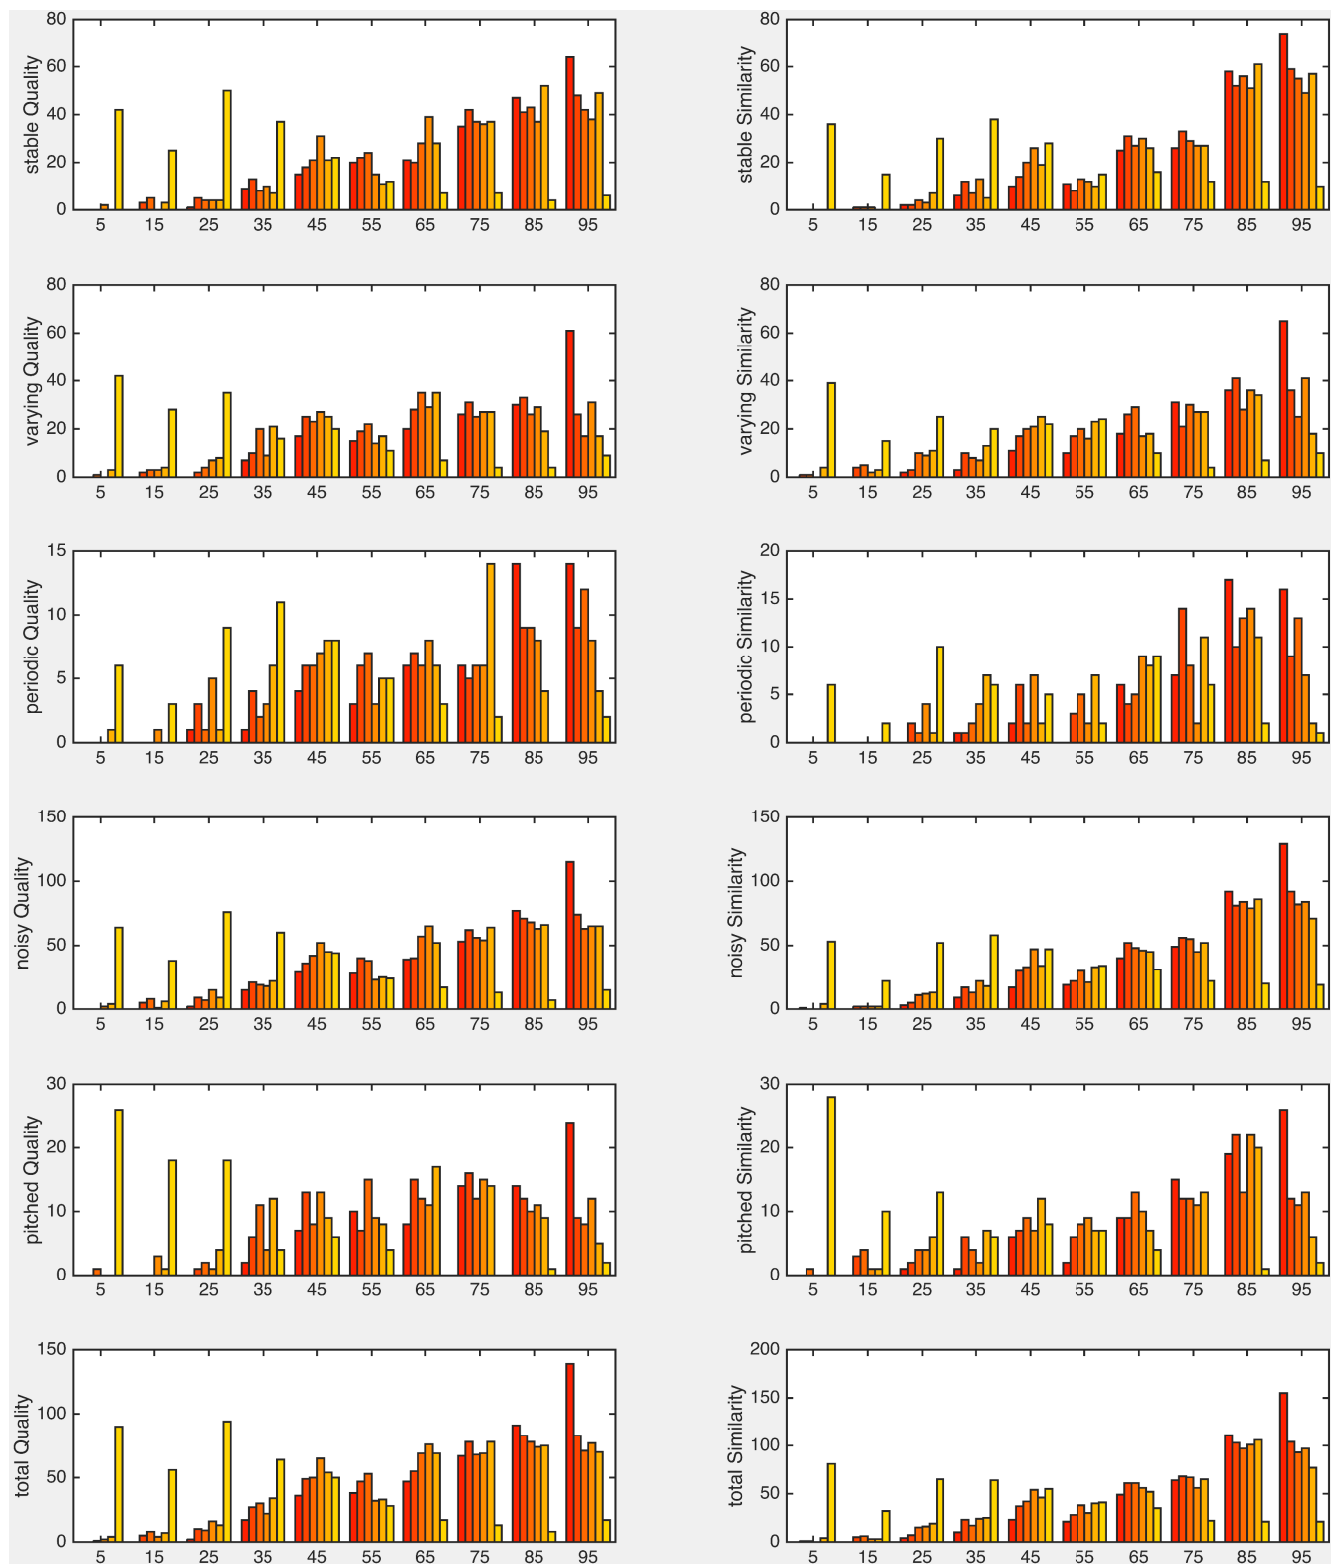 80
60
40
20
0
stable Quality
5 15 25 35 45 55 65 75 85 95
80
60
40
20
0
stable Similarity
5 15 25 35 45 55 65 75 85 95
80
60
40
20
0
varying Quality
5 15 25 35 45 55 65 75 85 95
80
60
40
20
0
varying Similarity
5 15 25 35 45 55 65 75 85 95
15
10
5
0
periodic Quality
5 15 25 35 45 55 65 75 85 95
20
15
10
5
0
periodic Similarity
5 15 25 35 45 55 65 75 85 95
150
100
50
0
noisy Quality
5 15 25 35 45 55 65 75 85 95
150
100
50
0
noisy Similarity
5 15 25 35 45 55 65 75 85 95
30
20
10
0
pitched Quality
5 15 25 35 45 55 65 75 85 95
30
20
10
0
pitched Similarity
5 15 25 35 45 55 65 75 85 95
150
100
50
0
total Quality
5 15 25 35 45 55 65 75 85 95
200
150
100
50
0
total Similarity
5 15 25 35 45 55 65 75 85 95